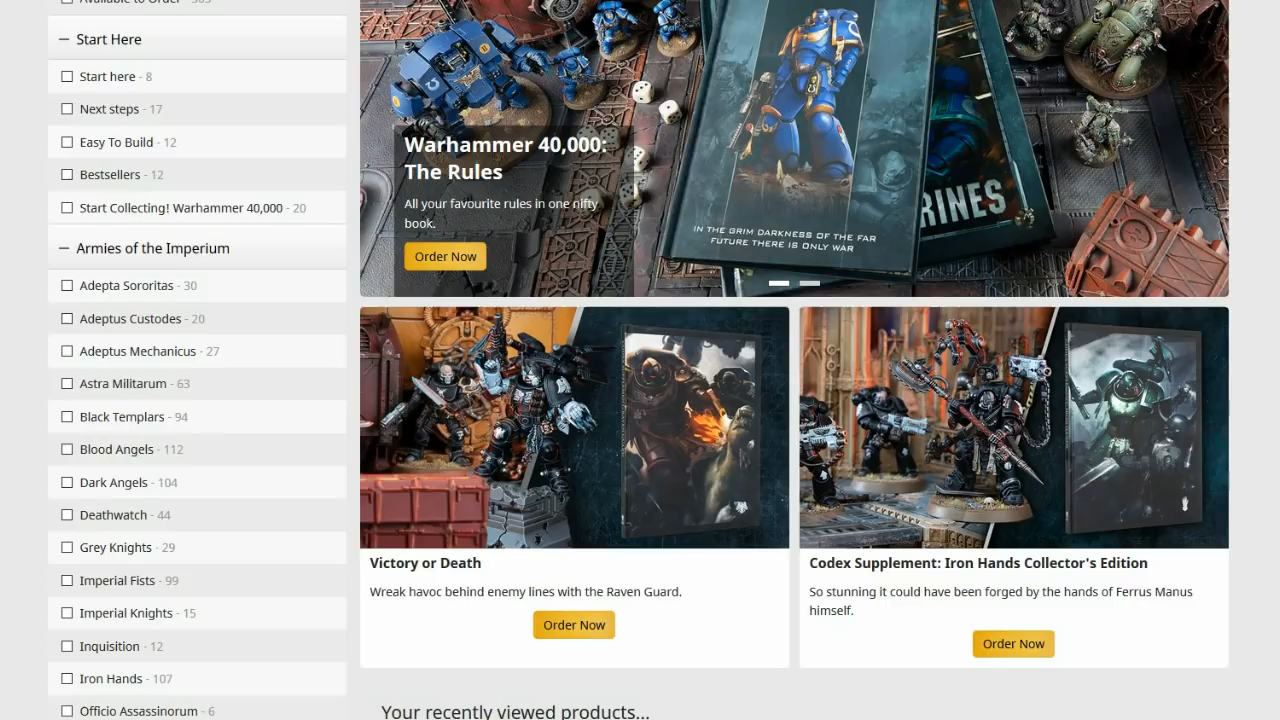 Available to Order - 303
Start Here
Start here - 8
Next steps - 17
Easy To Build - 12
Bestsellers - 12
Start Collecting! Warhammer 40,000 - 20
Armies of the Imperium
Adepta Sororitas - 30
Adeptus Custodes - 20
Adeptus Mechanicus - 27
Astra Militarum - 63
Black Templars - 94
Blood Angels - 112
Dark Angels - 104
Deathwatch - 44
Grey Knights - 29
Imperial Fists - 99
Imperial Knights - 15
Inquisition - 12
Iron Hands - 107
Officio Assassinorum - 6
Warhammer 40,000:
The Rules
All your favourite rules in one nifty
book.
Order Now
IN THE GRIM DARKNESS OF THE FAR
FUTURE THERE IS ONLY WAR
RINES
Victory or Death
Wreak havoc behind enemy lines with the Raven Guard.
Order Now
Codex Supplement: Iron Hands Collector's Edition
So stunning it could have been forged by the hands of Ferrus Manus
himself.
Order Now
Your recently viewed products...